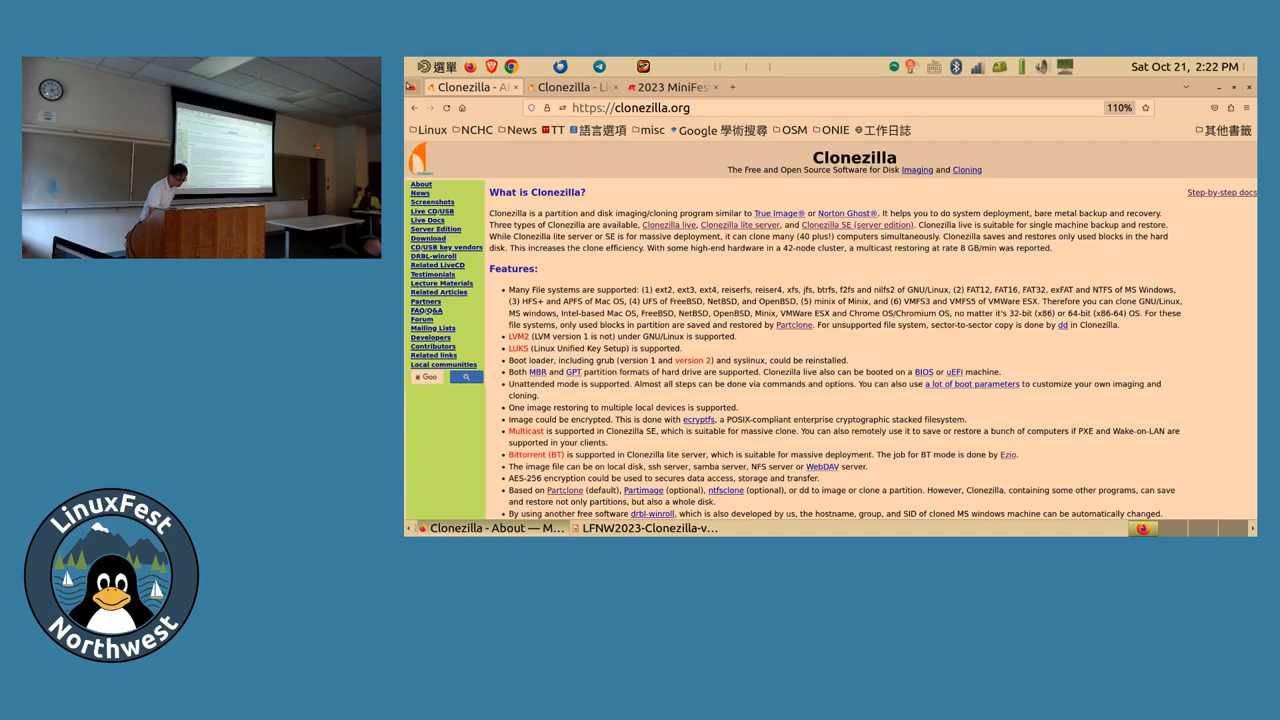 選單
Sat Oct 21, 2:22 PM
Clonezilla - A
Clonezilla - Li
2023 MiniFes
https://clonezilla.org
110%
Linux NCHC News TT 語言選項 misc Google 學術搜尋 OSM ONIE 工作日誌 其他書籤
Clonezilla
The Free and Open Source Software for Disk Imaging and Cloning
About
News
Screenshots
Live CD/USB
Live Docs
Server Edition
Download
CD/USB key vendors
DRBL-winroll
Related LiveCD
Testimonials
Lecture Materials
Related Articles
Partners
FAQ/Q&A
Forum
Mailing Lists
Developers
Contributors
Related links
Local communities
Goo
What is Clonezilla?
Step-by-step docs
Clonezilla is a partition and disk imaging/cloning program similar to True Image® or Norton Ghost®. It helps you to do system deployment, bare metal backup and recovery.
Three types of Clonezilla are available, Clonezilla live, Clonezilla lite server, and Clonezilla SE (server edition). Clonezilla live is suitable for single machine backup and restore.
While Clonezilla lite server or SE is for massive deployment, it can clone many (40 plus!) computers simultaneously. Clonezilla saves and restores only used blocks in the hard
disk. This increases the clone efficiency. With some high-end hardware in a 42-node cluster, a multicast restoring at rate 8 GB/min was reported.
Features:
• Many File systems are supported: (1) ext2, ext3, ext4, reiserfs, reiser4, xfs, jfs, btrfs, f2fs and nilfs2 of GNU/Linux, (2) FAT12, FAT16, FAT32, exFAT and NTFS of MS Windows,
(3) HFS+ and APFS of Mac OS, (4) UFS of FreeBSD, NetBSD, and OpenBSD, (5) minix of Minix, and (6) VMFS3 and VMFS5 of VMWare ESX. Therefore you can clone GNU/Linux,
MS windows, Intel-based Mac OS, FreeBSD, NetBSD, OpenBSD, Minix, VMWare ESX and Chrome OS/Chromium OS, no matter it's 32-bit (x86) or 64-bit (x86-64) OS. For these
file systems, only used blocks in partition are saved and restored by Partclone. For unsupported file system, sector-to-sector copy is done by dd in Clonezilla.
• LVM2 (LVM version 1 is not) under GNU/Linux is supported.
• LUKS (Linux Unified Key Setup) is supported.
• Boot loader, including grub (version 1 and version 2) and syslinux, could be reinstalled.
• Both MBR and GPT partition formats of hard drive are supported. Clonezilla live also can be booted on a BIOS or uEFI machine.
• Unattended mode is supported. Almost all steps can be done via commands and options. You can also use a lot of boot parameters to customize your own imaging and
cloning.
• One image restoring to multiple local devices is supported.
• Image could be encrypted. This is done with ecryptfs, a POSIX-compliant enterprise cryptographic stacked filesystem.
• Multicast is supported in Clonezilla SE, which is suitable for massive clone. You can also remotely use it to save or restore a bunch of computers if PXE and Wake-on-LAN are
supported in your clients.
• Bittorrent (BT) is supported in Clonezilla lite server, which is suitable for massive deployment. The job for BT mode is done by Ezio.
• The image file can be on local disk, ssh server, samba server, NFS server or WebDAV server.
• AES-256 encryption could be used to secures data access, storage and transfer.
• Based on Partclone (default), Partimage (optional), ntfsclone (optional), or dd to image or clone a partition. However, Clonezilla, containing some other programs, can save
and restore not only partitions, but also a whole disk.
• By using another free software drbl-winroll, which is also developed by us, the hostname, group, and SID of cloned MS windows machine can be automatically changed.
Clonezilla - About — M...
LFNW2023-Clonezilla-v...
LinuxFest
Northwest